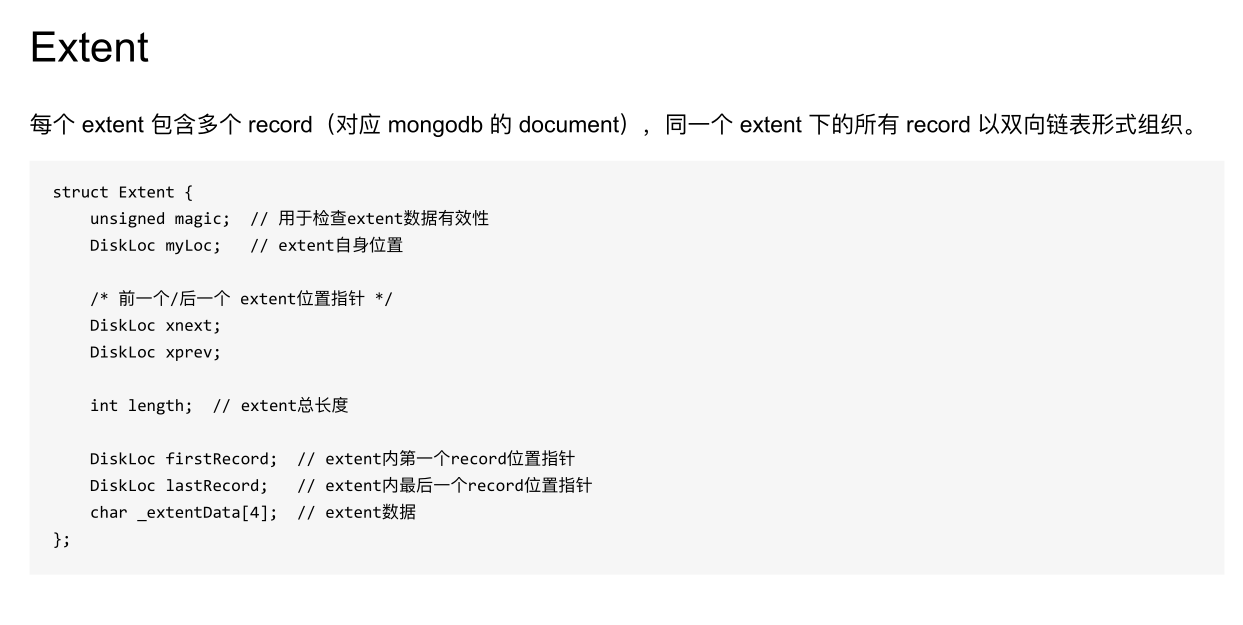 Extent
每个 extent 包含多个 record（对应 mongodb 的 document），同一个 extent 下的所有 record 以双向链表形式组织。
struct Extent {
    unsigned magic;  // 用于检查extent数据有效性
    DiskLoc myLoc;   // extent自身位置
    /* 前一个/后一个 extent位置指针 */
    DiskLoc xnext;
    DiskLoc xprev;
    int length;  // extent总长度
    DiskLoc firstRecord;  // extent内第一个record位置指针
    DiskLoc lastRecord;   // extent内最后一个record位置指针
    char _extentData[4];  // extent数据
};